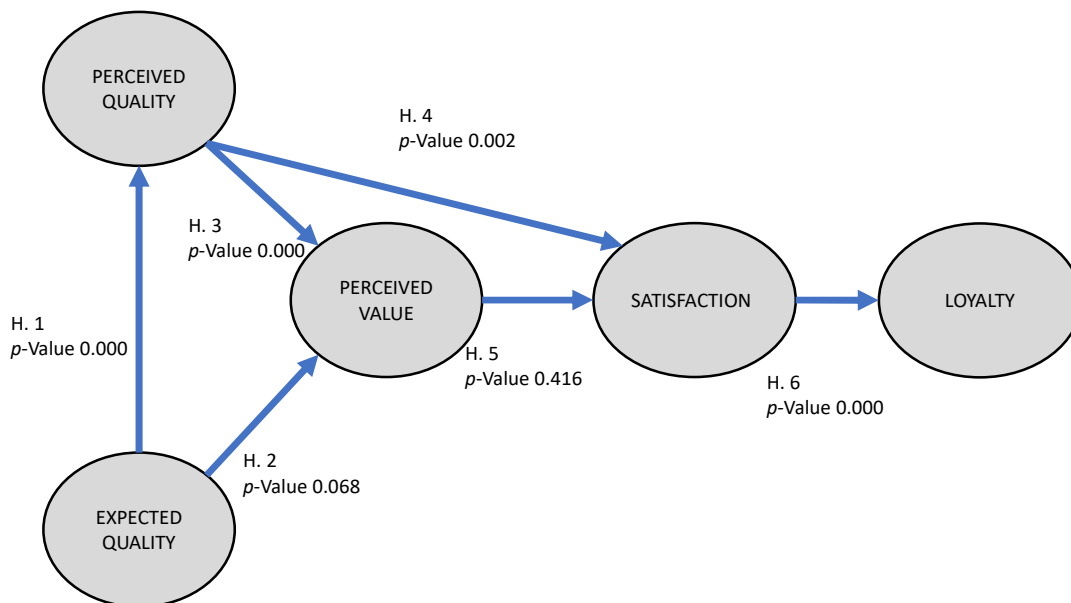 PERCEIVED
QUALITY
H. 4
p-Value 0.002
H. 3
p-Value 0.000
PERCEIVED
VALUE
SATISFACTION
LOYALTY
H. 1
p-Value 0.000
H. 5
p-Value 0.416
H. 6
p-Value 0.000
H. 2
p-Value 0.068
EXPECTED
QUALITY